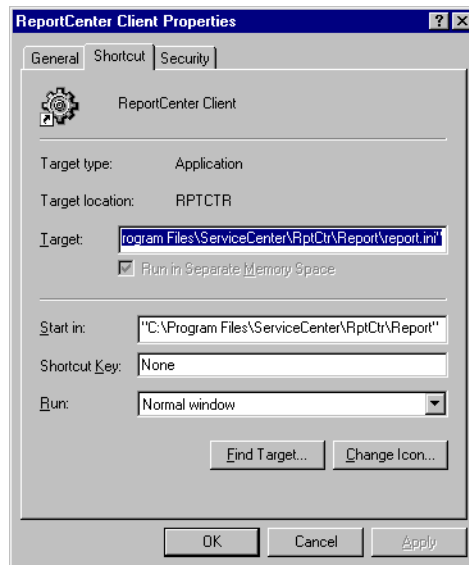 ReportCenter Client Properties
General Shortcut Security
ReportCenter Client
Target type: Application
Target location: RPTCTR
Target: rogram Files\ServiceCenter\RptCtr\Report\report.ini"
Run in Separate Memory Space
Start in: "C:\Program Files\ServiceCenter\RptCtr\Report"
Shortcut Key: None
Run: Normal window
Find Target... Change Icon...
OK Cancel Apply